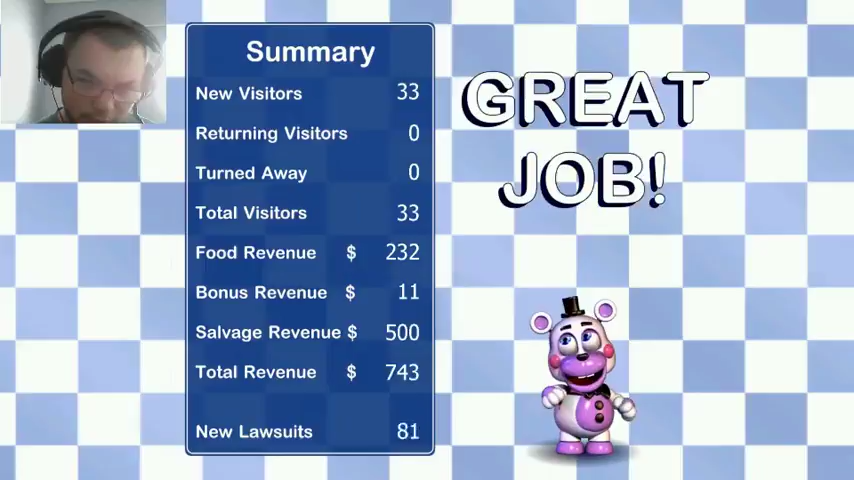 Summary
New Visitors 33
Returning Visitors 0
Turned Away 0
Total Visitors 33
Food Revenue $ 232
Bonus Revenue $ 11
Salvage Revenue $ 500
Total Revenue $ 743
New Lawsuits 81
GREAT
JOB!